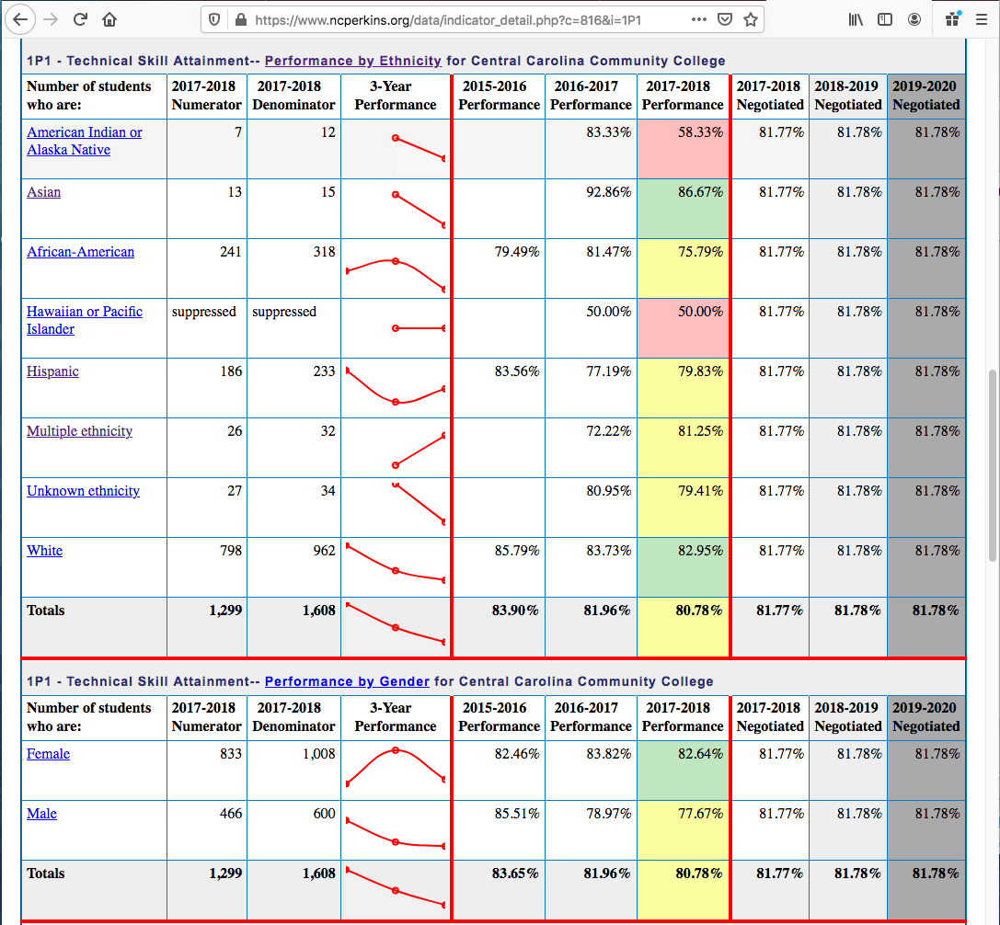 https://www.ncperkins.org/data/indicator_detail.php?c=816&i=1P1
1P1 - Technical Skill Attainment-- Performance by Ethnicity for Central Carolina Community College
Number of students who are: 2017-2018 Numerator 2017-2018 Denominator 3-Year Performance 2015-2016 Performance 2016-2017 Performance 2017-2018 Performance 2017-2018 Negotiated 2018-2019 Negotiated 2019-2020 Negotiated
American Indian or Alaska Native 7 12 83.33% 58.33% 81.77% 81.78% 81.78%
Asian 13 15 92.86% 86.67% 81.77% 81.78% 81.78%
African-American 241 318 79.49% 81.47% 75.79% 81.77% 81.78% 81.78%
Hawaiian or Pacific Islander suppressed suppressed 50.00% 50.00% 81.77% 81.78% 81.78%
Hispanic 186 233 83.56% 77.19% 79.83% 81.77% 81.78% 81.78%
Multiple ethnicity 26 32 72.22% 81.25% 81.77% 81.78% 81.78%
Unknown ethnicity 27 34 80.95% 79.41% 81.77% 81.78% 81.78%
White 798 962 85.79% 83.73% 82.95% 81.77% 81.78% 81.78%
Totals 1,299 1,608 83.90% 81.96% 80.78% 81.77% 81.78% 81.78%
1P1 - Technical Skill Attainment-- Performance by Gender for Central Carolina Community College
Number of students who are: 2017-2018 Numerator 2017-2018 Denominator 3-Year Performance 2015-2016 Performance 2016-2017 Performance 2017-2018 Performance 2017-2018 Negotiated 2018-2019 Negotiated 2019-2020 Negotiated
Female 833 1,008 82.46% 83.82% 82.64% 81.77% 81.78% 81.78%
Male 466 600 85.51% 78.97% 77.67% 81.77% 81.78% 81.78%
Totals 1,299 1,608 83.65% 81.96% 80.78% 81.77% 81.78% 81.78%